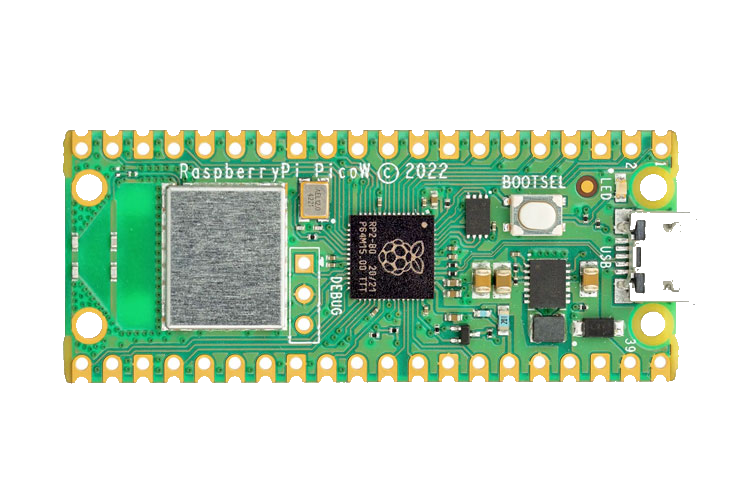 RaspberryPi PicoW © 2022
BOOTSEL
LED
2
1
USB
DEBUG
RP2-B0 20/21
P64M15.00 TTT
39